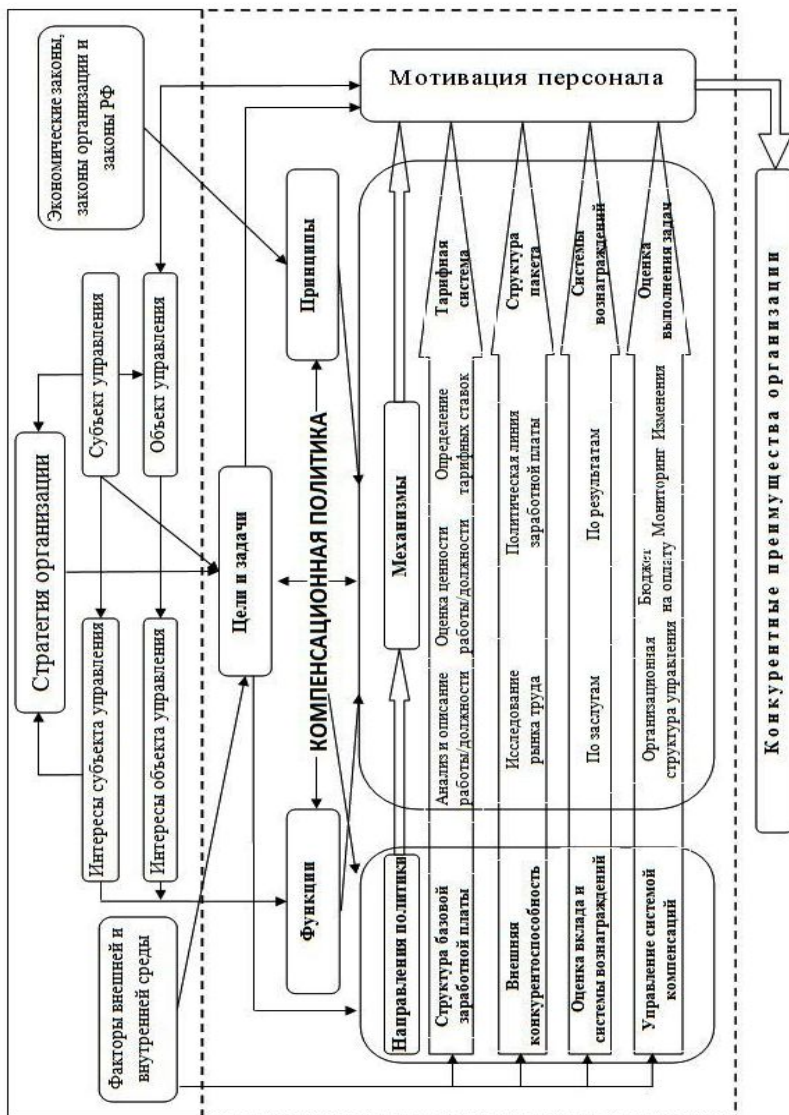 Факторы внешней и
внутренней среды
Стратегия организации
Экономические законы,
законы организации и
законы РФ
Интересы субъекта управления
Субъект управления
Интересы объекта управления
Объект управления
Цели и задачи
Функции
КОМПЕНСАЦИОННАЯ ПОЛИТИКА
Принципы
Направления политики
Механизмы
Мотивация персонала
Структура базовой
заработной платы
Анализ и описание
работы/должности
Оценка ценности
работы/должности
Определение
тарифных ставок
Тарифная
система
Внешняя
конкурентоспособность
Исследование
рынка труда
Политическая линия
заработной платы
Структура
пакета
Оценка вклада и
системы вознаграждений
По заслугам
По результатам
Системы
вознаграждений
Управление системой
компенсаций
Организационная
структура управления
Бюджет
на оплату
Мониторинг
Изменения
Оценка
выполнения задач
Конкурентные преимущества организации